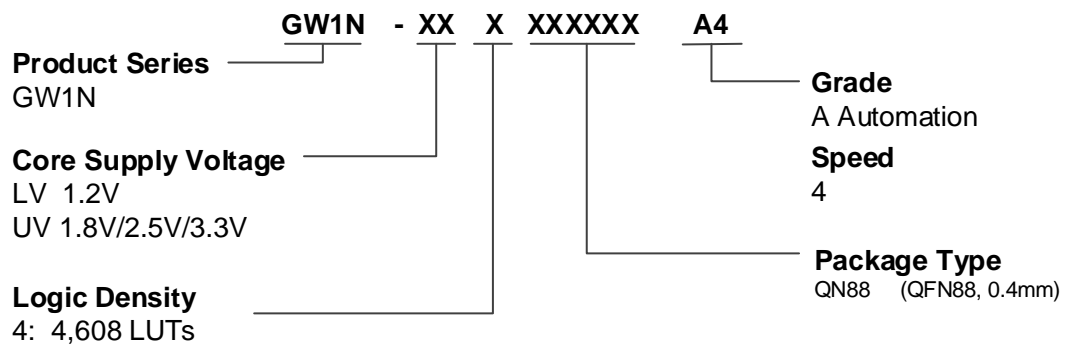 GW1N - XX X XXXXXX A4
Product Series
GW1N
Core Supply Voltage
LV 1.2V
UV 1.8V/2.5V/3.3V
Logic Density
4: 4,608 LUTs
Grade
A Automation
Speed
4
Package Type
QN88 (QFN88, 0.4mm)